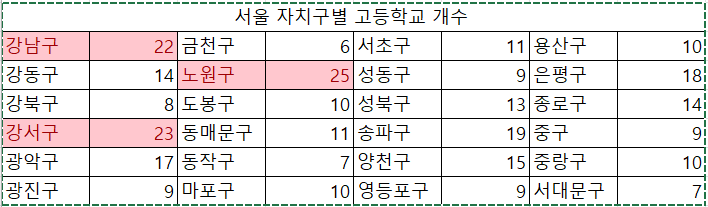 서울 자치구별 고등학교 개수
강남구 22 금천구 6 서초구 11 용산구 10
강동구 14 노원구 25 성동구 9 은평구 18
강북구 8 도봉구 10 성북구 13 종로구 14
강서구 23 동매문구 11 송파구 19 중구 9
광악구 17 동작구 7 양천구 15 중랑구 10
광진구 9 마포구 10 영등포구 9 서대문구 7